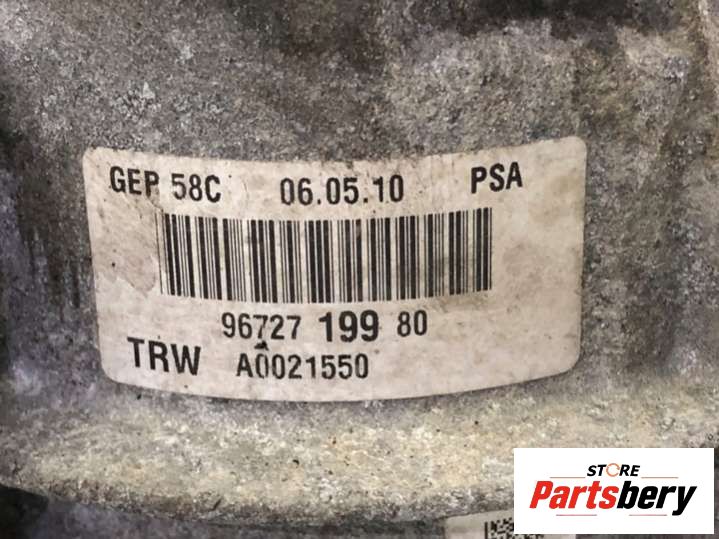 GEP 58C 06.05.10 PSA
96727 199 80
TRW A0021550
STORE
Partsbery